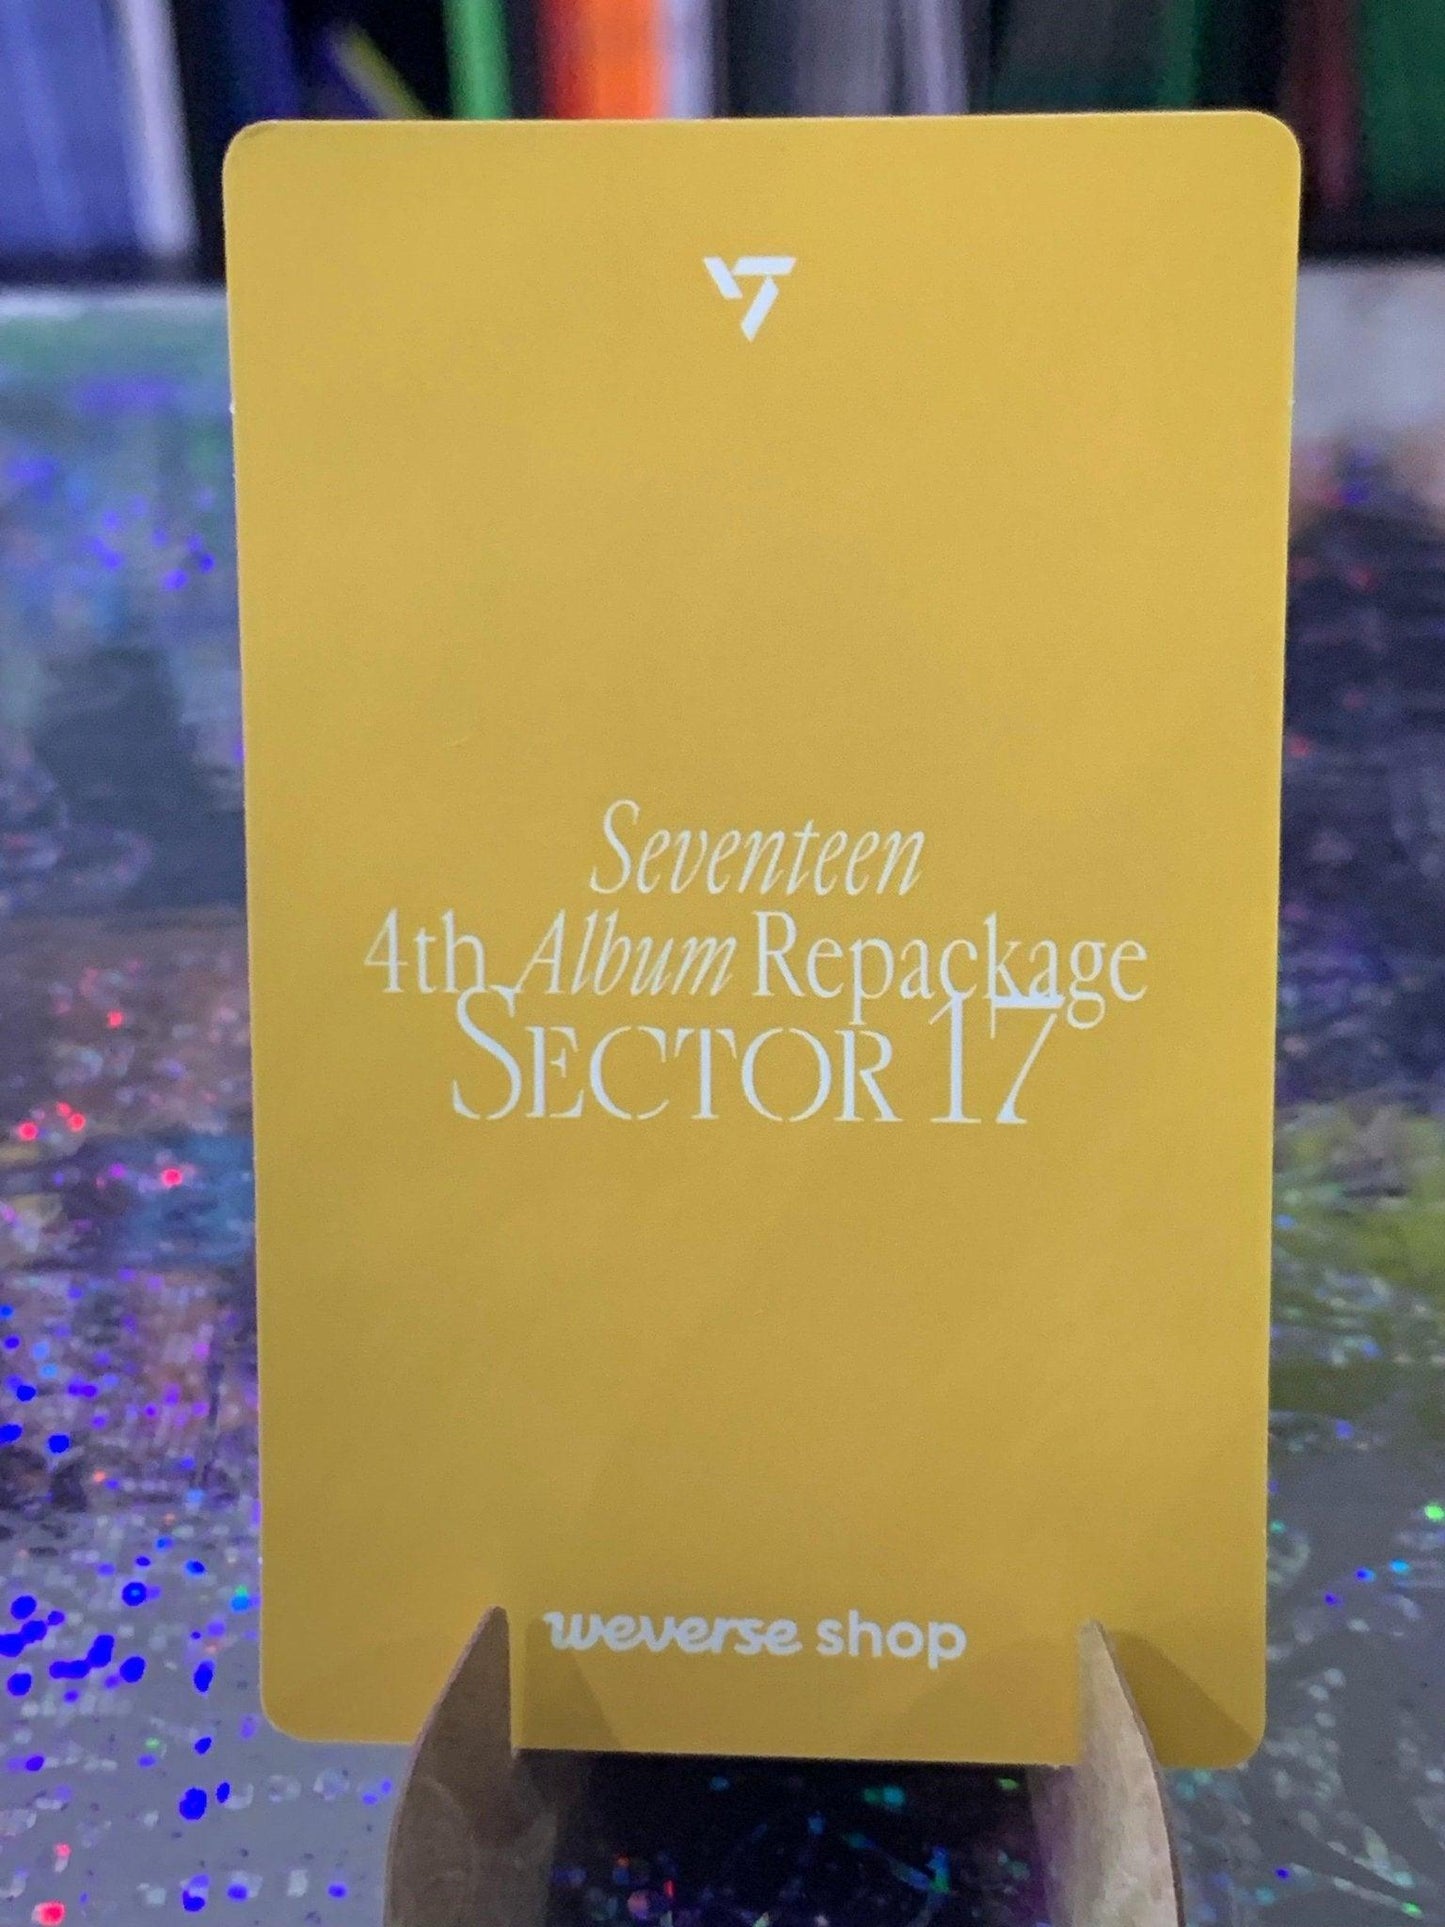 Seventeen
4th Album Repackage
SECTOR 17
weverse shop